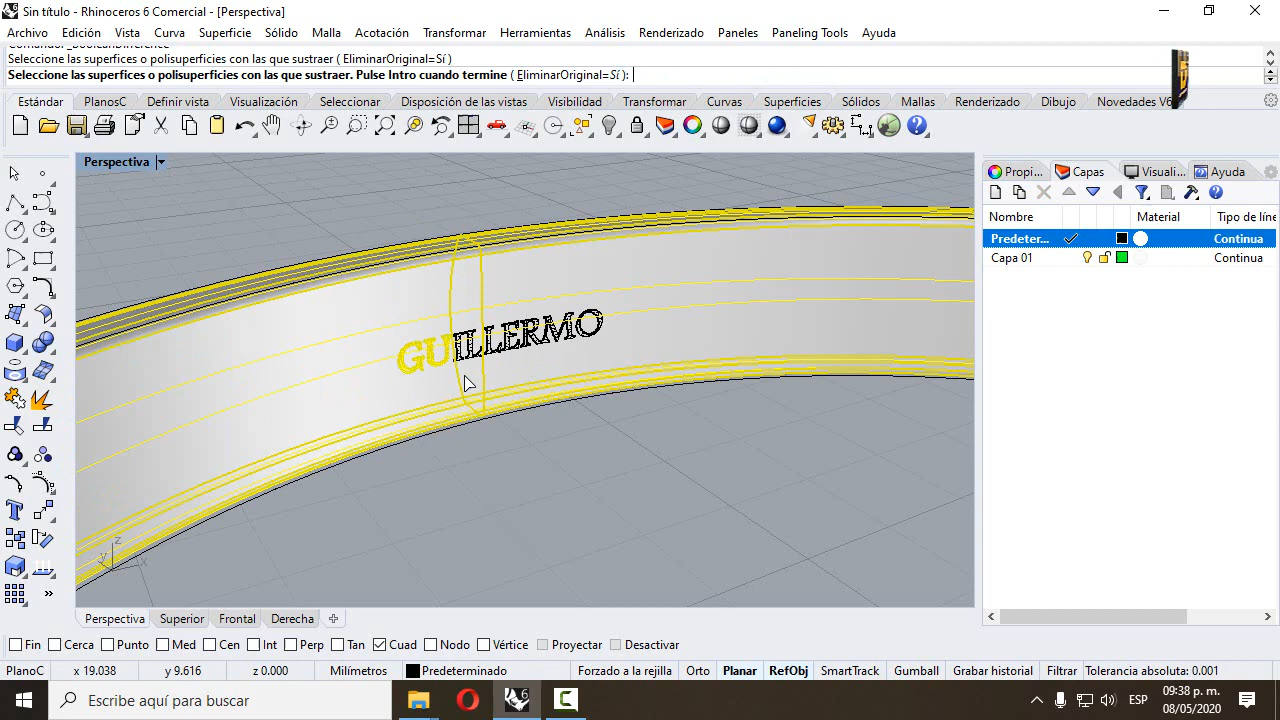 Sin título - Rhinoceros 6 Comercial - [Perspectiva]
Archivo Edición Vista Curva Superficie Sólido Malla Acotación Transformar Herramientas Análisis Renderizado Paneles Paneling Tools Ayuda
Comando: _BooleanDifference
Seleccione las superfices o polisuperficies con las que sustraer ( EliminarOriginal=Sí )
Seleccione las superfices o polisuperficies con las que sustraer. Pulse Intro cuando termine ( EliminarOriginal=Sí ):
Estándar PlanosC Definir vista Visualización Seleccionar Disposición de las vistas Visibilidad Transformar Curvas Superficies Sólidos Mallas Renderizado Dibujo Novedades V6
Perspectiva
Propi... Capas Visuali... Ayuda
Nombre Material Tipo de líne
Predeter... Continua
Capa 01 Continua
GUILLERMO
z
y
x
Perspectiva Superior Frontal Derecha
Fin Cerca Punto Med Cen Int Perp Tan Cuad Nodo Vértice Proyectar Desactivar
PlanoC x 19.038 y 9.616 z 0.000 Milímetros Predeterminado Forzado a la rejilla Orto Planar RefObj SmartTrack Gumball Grabar historial Filtrar Tolerancia absoluta: 0.001
Escribe aquí para buscar
ESP
09:38 p. m.
08/05/2020